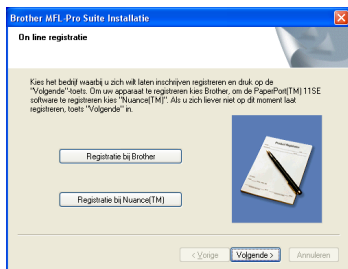 Brother MFL-Pro Suite Installatie
On line registratie
Kies het bedrijf waarbij u zich wilt laten inschrijven registreren en druk op de
"Volgende"-toets. Om uw apparaat te registreren kies Brother, om de PaperPort(TM) 11SE
software te registreren kies "Nuance(TM)". Als u zich liever niet op dit moment laat
registreren, toets "Volgende" in.
Registratie bij Brother
Registratie bij Nuance(TM)
Product Registration
< Vorige
Volgende >
Annuleren